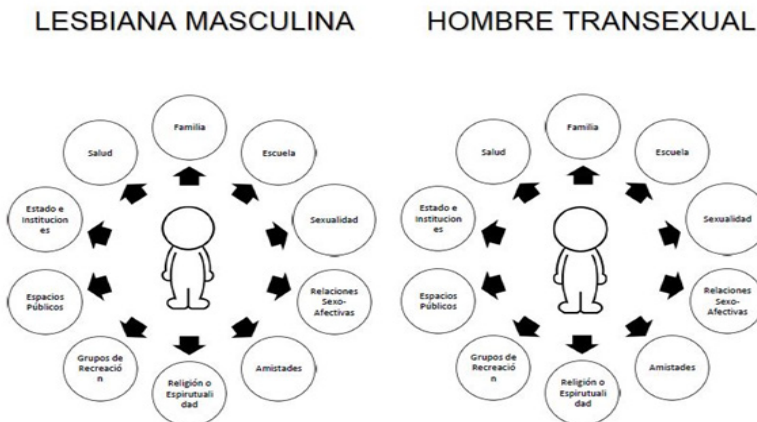 LESBIANA MASCULINA
Familia
Salud
Escuela
Estado e
Institucion
es
Sexualidad
Espacios
Públicos
Relaciones
Sexo-
Afectivas
Grupos de
Recreació
n
Amistades
Religión o
Espirutuali
dad
HOMBRE TRANSEXUAL
Familia
Salud
Escuela
Estado e
Institucion
es
Sexualidad
Espacios
Públicos
Relaciones
Sexo-
Afectivas
Grupos de
Recreació
n
Amistades
Religión o
Espirutuali
dad